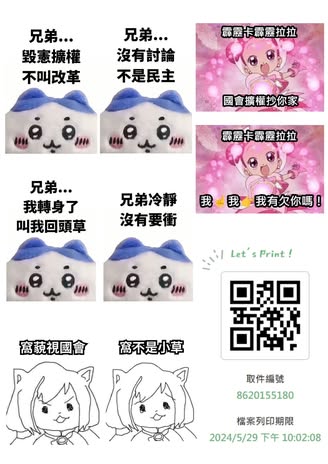 兄弟...
毀憲擴權
不叫改革
兄弟...
沒有討論
不是民主
霹靂卡霹靂拉拉
國會擴權抄你家
霹靂卡霹靂拉拉
我👈我👉我有欠你嗎！
兄弟...
我轉身了
叫我回頭草
兄弟冷靜
沒有要衝
Let's Print !
窩藐視國會
窩不是小草
取件編號
8620155180
檔案列印期限
2024/5/29 下午 10:02:08